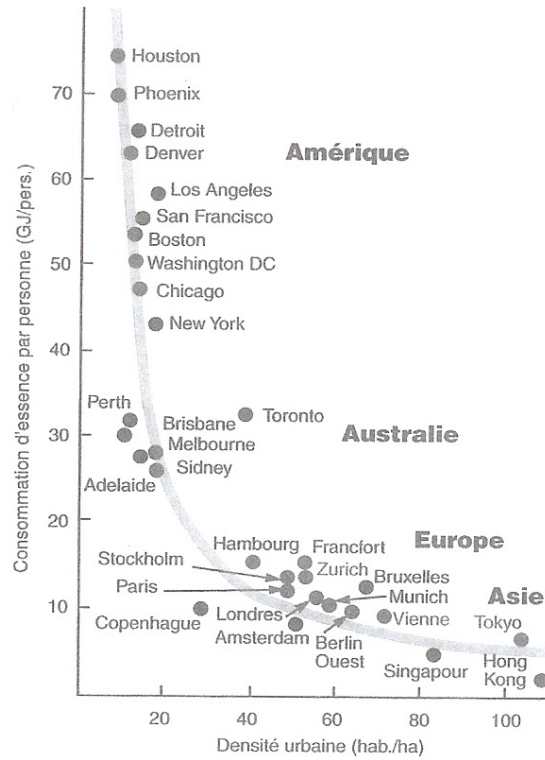 Consommation d'essence par personne (GJ/pers.)
70
60
50
40
30
20
10
Houston
Phoenix
Detroit
Denver
Amérique
Los Angeles
San Francisco
Boston
Washington DC
Chicago
New York
Perth
Brisbane
Toronto
Melbourne
Australie
Sidney
Adelaide
Hambourg
Francfort
Europe
Stockholm
Zurich
Bruxelles
Paris
Munich
Asie
Copenhague
Londres
Vienne
Tokyo
Amsterdam
Berlin
Ouest
Singapour
Hong
Kong
20
40
60
80
100
Densité urbaine (hab./ha)